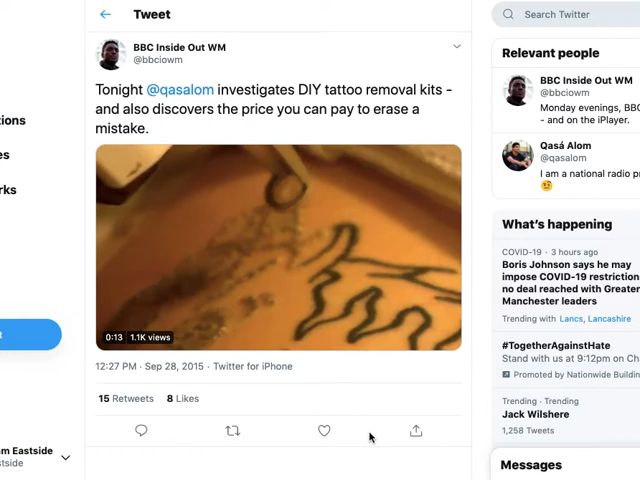 Tweet
Search Twitter
BBC Inside Out WM
@bbciowm
Tonight @qasalom investigates DIY tattoo removal kits -
and also discovers the price you can pay to erase a
mistake.
0:13 1.1K views
12:27 PM · Sep 28, 2015 · Twitter for iPhone
15 Retweets 8 Likes
Relevant people
BBC Inside Out WM
@bbciowm
Monday evenings, BBC
- and on the iPlayer.
Qasá Alom
@qasalom
I am a national radio pr
What's happening
COVID-19 · 3 hours ago
Boris Johnson says he may
impose COVID-19 restriction
no deal reached with Greater
Manchester leaders
Trending with Lancs, Lancashire
#TogetherAgainstHate
Stand with us at 9:12pm on Ch
Promoted by Nationwide Buildin
Trending · Trending
Jack Wilshere
1,258 Tweets
Messages
tions
es
rks
t
m Eastside
tside